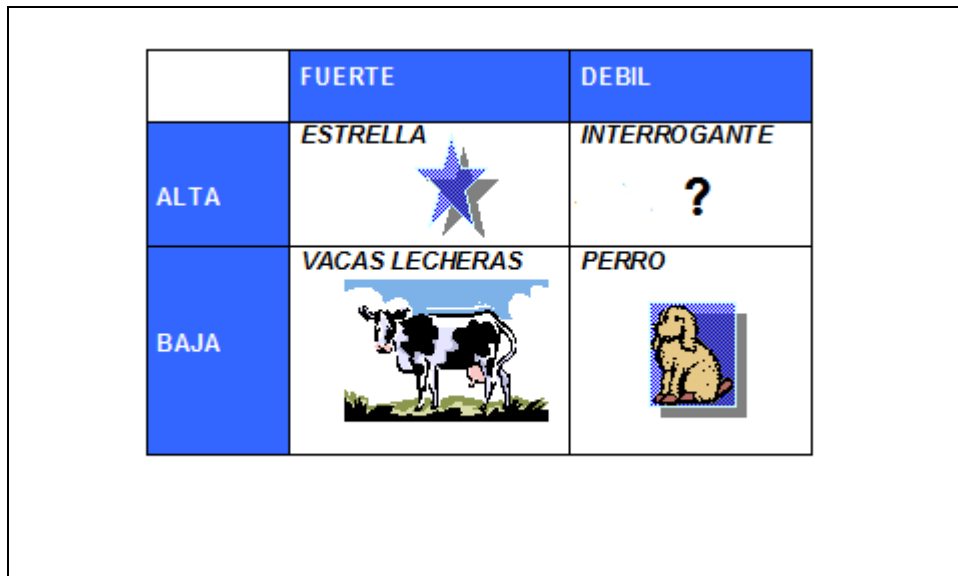 FUERTE DEBIL
ESTRELLA INTERROGANTE
ALTA ?
VACAS LECHERAS PERRO
BAJA